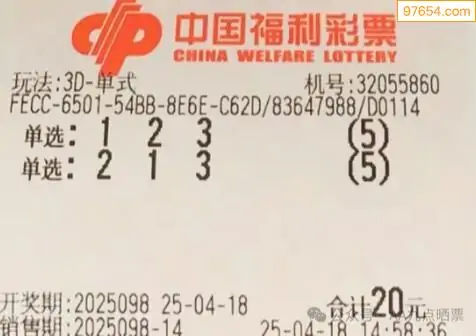 97654.com
中国福利彩票
CHINA WELFARE LOTTERY
玩法:3D-单式 机号:32055860
FECC-6501-54BB-8E6E-C62D/83647988/D0114
单选: 1 2 3 (5)
单选: 2 1 3 (5)
开奖期:2025098 25-04-18 合计20元
销售期:2025098-14 25-04-18 14:58:36
点晒票